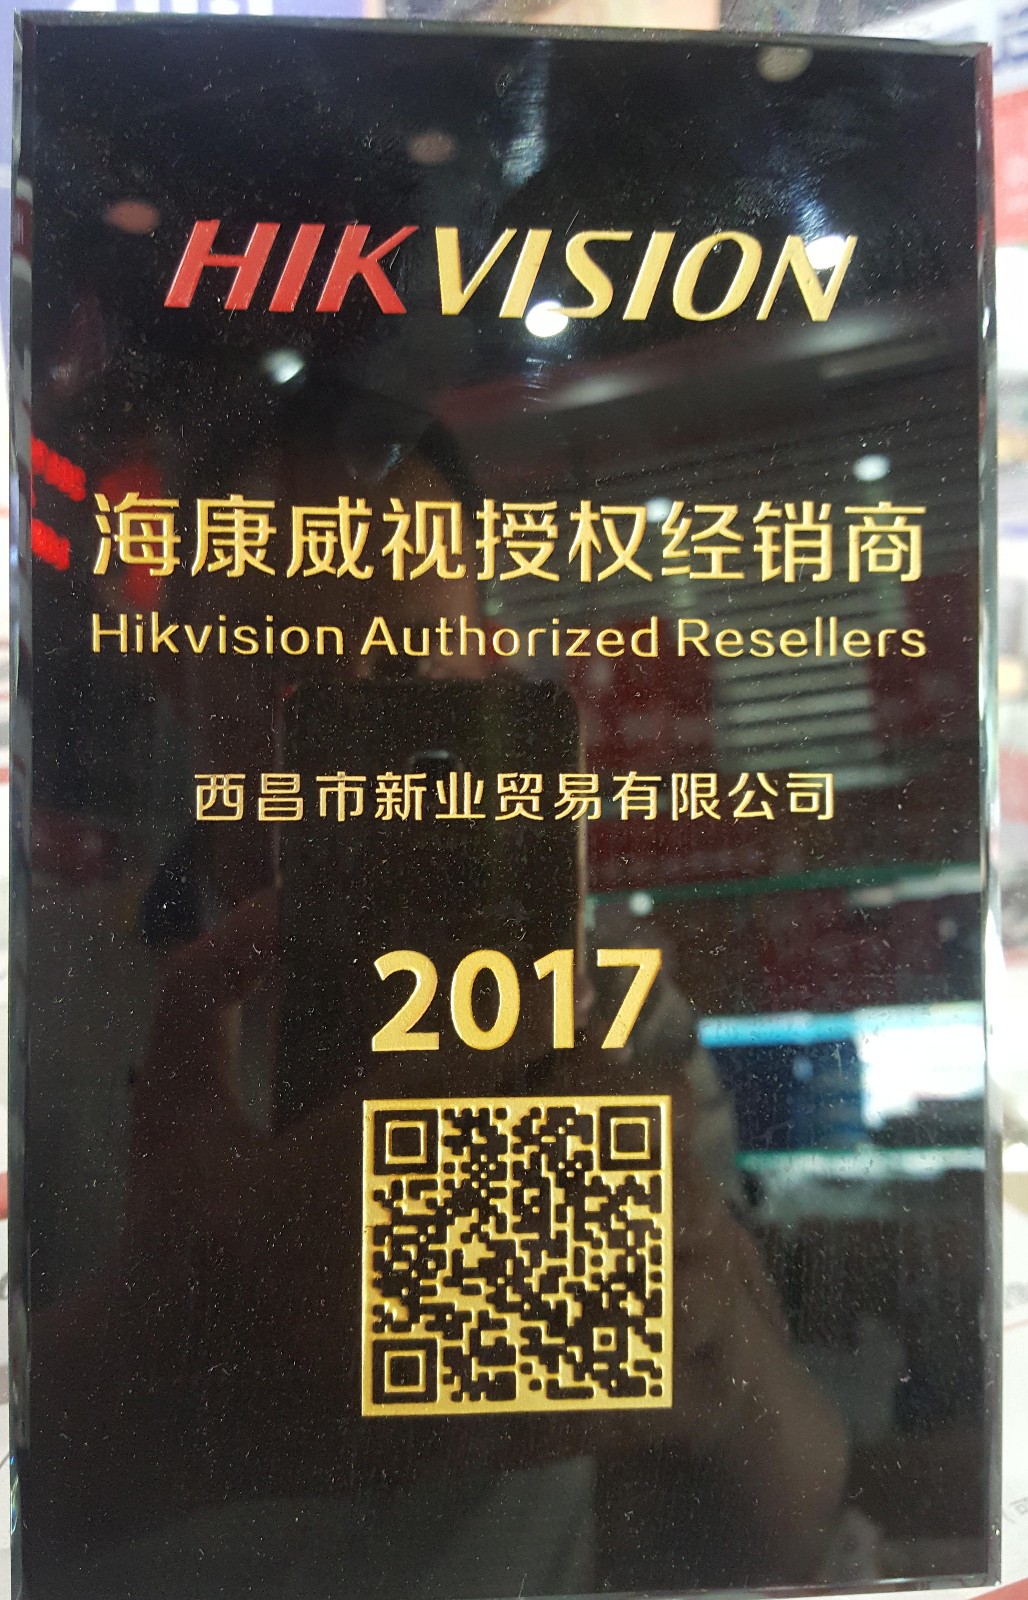 HIKVISION
海康威视授权经销商
Hikvision Authorized Resellers
西昌市新业贸易有限公司
2017